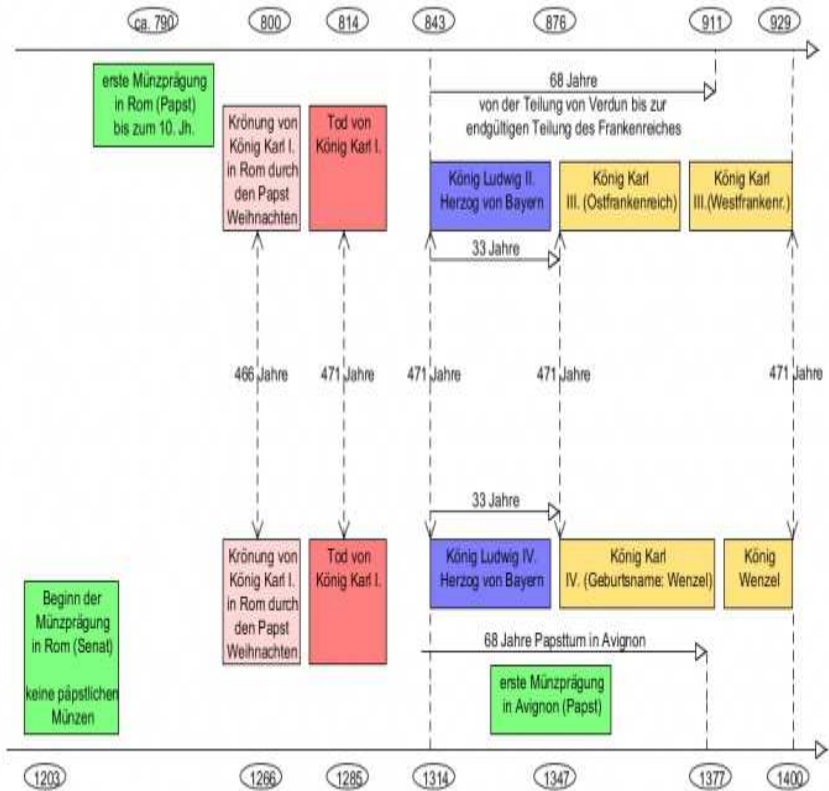 ca. 790
800
814
843
876
911
929
erste Münzprägung
in Rom (Papst)
bis zum 10. Jh.
Krönung von
König Karl I.
in Rom durch
den Papst
Weihnachten
Tod von
König Karl I.
68 Jahre
von der Teilung von Verdun bis zur
endgültigen Teilung des Frankenreiches
König Ludwig II.
Herzog von Bayern
König Karl
III. (Ostfrankenreich)
König Karl
III.(Westfrankenr.)
33 Jahre
466 Jahre
471 Jahre
471 Jahre
471 Jahre
471 Jahre
33 Jahre
Beginn der
Münzprägung
in Rom (Senat)
keine päpstlichen
Münzen
Krönung von
König Karl I.
in Rom durch
den Papst
Weihnachten
Tod von
König Karl I.
König Ludwig IV.
Herzog von Bayern
König Karl
IV. (Geburtsname: Wenzel)
König
Wenzel
68 Jahre Papsttum in Avignon
erste Münzprägung
in Avignon (Papst)
1203
1266
1285
1314
1347
1377
1400